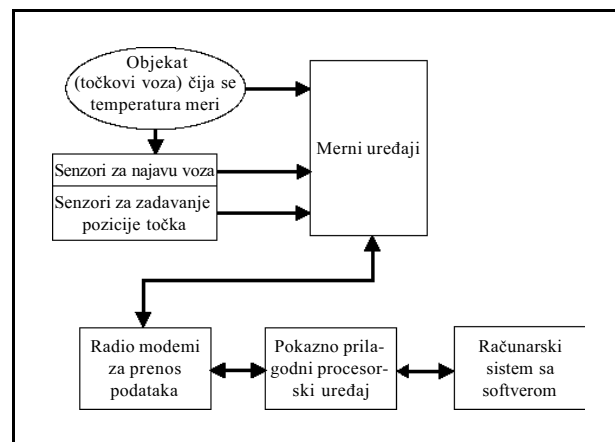 Objekat
(točkovi voza) čija se
temperatura meri
Merni uređaji
Senzori za najavu voza
Senzori za zadavanje
pozicije točka
Radio modemi
za prenos
podataka
Pokazno prila-
godni procesor-
ski uređaj
Računarski
sistem sa
softverom